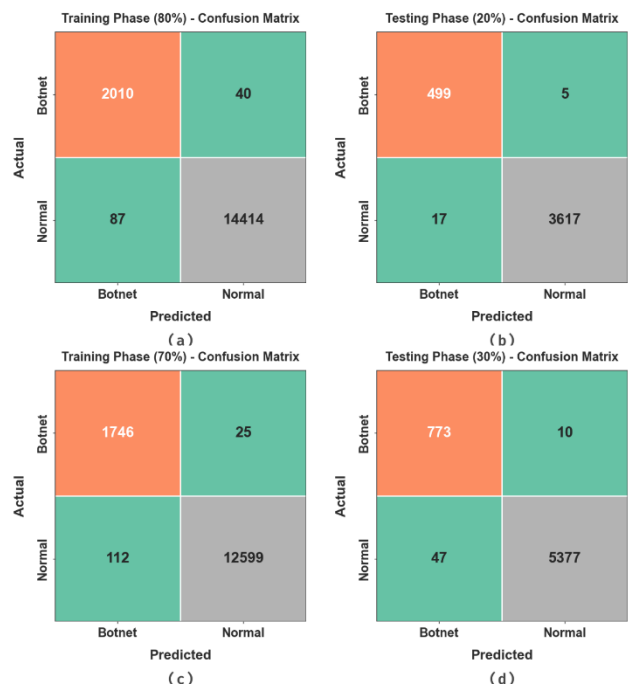 Training Phase (80%) - Confusion Matrix
Botnet
2010
40
Actual
Normal
87
14414
Botnet
Normal
Predicted
(a)
Testing Phase (20%) - Confusion Matrix
Botnet
499
5
Actual
Normal
17
3617
Botnet
Normal
Predicted
(b)
Training Phase (70%) - Confusion Matrix
Botnet
1746
25
Actual
Normal
112
12599
Botnet
Normal
Predicted
(c)
Testing Phase (30%) - Confusion Matrix
Botnet
773
10
Actual
Normal
47
5377
Botnet
Normal
Predicted
(d)